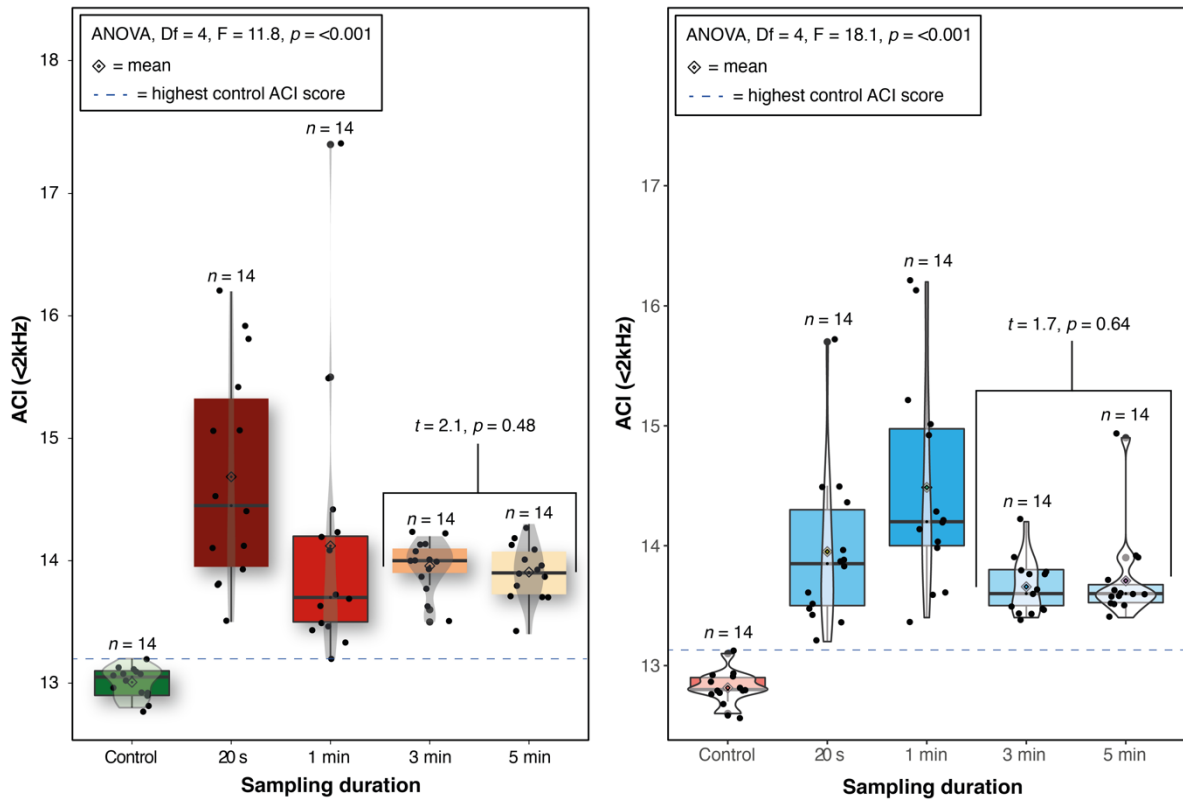 ANOVA, Df = 4, F = 11.8, p = <0.001
= mean
= highest control ACI score
18
17
16
15
14
13
ACI (<2kHz)
n = 14
n = 14
n = 14
t = 2.1, p = 0.48
n = 14
n = 14
Control
20 s
1 min
3 min
5 min
Sampling duration
ANOVA, Df = 4, F = 18.1, p = <0.001
= mean
= highest control ACI score
17
16
15
14
13
ACI (<2kHz)
n = 14
n = 14
t = 1.7, p = 0.64
n = 14
n = 14
n = 14
Control
20 s
1 min
3 min
5 min
Sampling duration